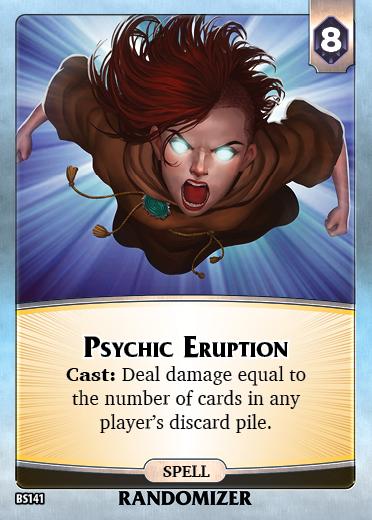 8
Psychic Eruption
Cast: Deal damage equal to
the number of cards in any
player's discard pile.
SPELL
BS141
RANDOMIZER